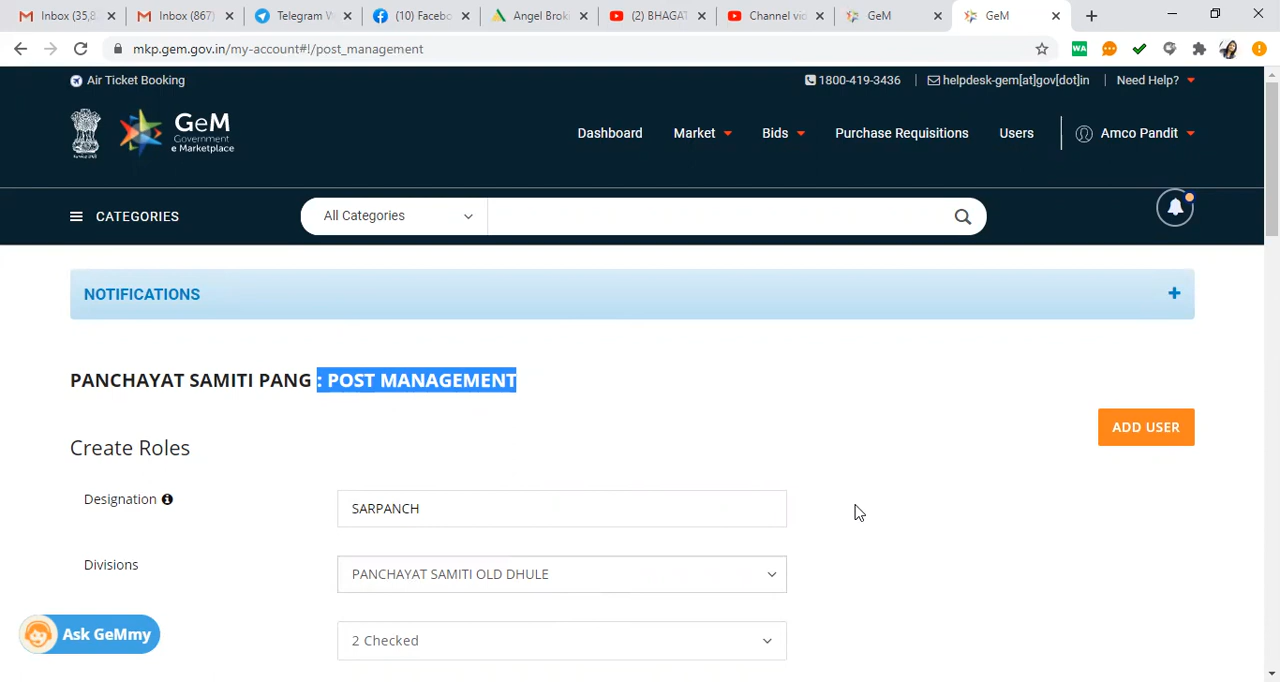 Inbox (35,8
Inbox (867)
Telegram W
(10) Facebo
Angel Broki
(2) BHAGAT
Channel vid
GeM
GeM
mkp.gem.gov.in/my-account#!/post_management
WA
Air Ticket Booking
1800-419-3436
helpdesk-gem[at]gov[dot]in
Need Help?
GeM
Government
e Marketplace
Dashboard
Market
Bids
Purchase Requisitions
Users
Amco Pandit
CATEGORIES
All Categories
NOTIFICATIONS
PANCHAYAT SAMITI PANG : POST MANAGEMENT
ADD USER
Create Roles
Designation
SARPANCH
Divisions
PANCHAYAT SAMITI OLD DHULE
Ask GeMmy
2 Checked